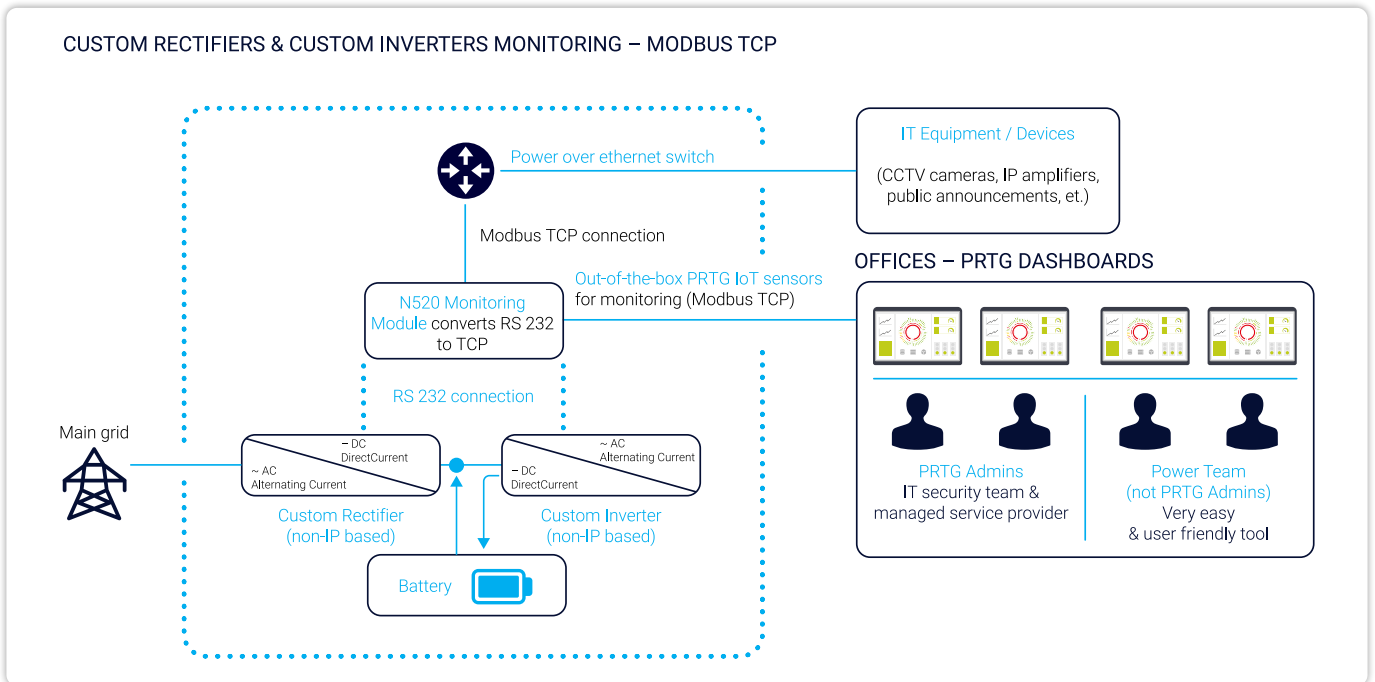 CUSTOM RECTIFIERS & CUSTOM INVERTERS MONITORING – MODBUS TCP
Power over ethernet switch
IT Equipment / Devices
(CCTV cameras, IP amplifiers,
public announcements, et.)
Modbus TCP connection
OFFICES – PRTG DASHBOARDS
Out-of-the-box PRTG IoT sensors
for monitoring (Modbus TCP)
N520 Monitoring
Module converts RS 232
to TCP
RS 232 connection
Main grid
– DC
DirectCurrent
~ AC
Alternating Current
~ AC
Alternating Current
– DC
DirectCurrent
Custom Rectifier
(non-IP based)
Custom Inverter
(non-IP based)
Battery
PRTG Admins
IT security team &
managed service provider
Power Team
(not PRTG Admins)
Very easy
& user friendly tool